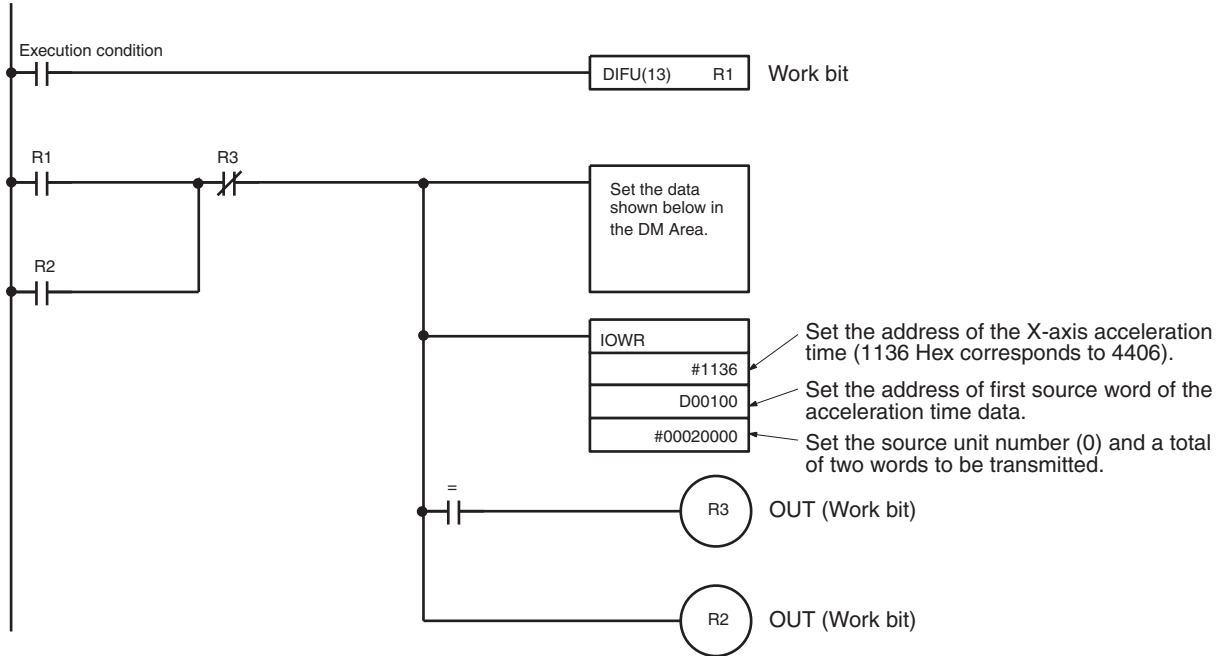 Execution condition
DIFU(13) R1 Work bit
R1
R3
Set the data
shown below in
the DM Area.
R2
IOWR
#1136
D00100
#00020000
Set the address of the X-axis acceleration
time (1136 Hex corresponds to 4406).
Set the address of first source word of the
acceleration time data.
Set the source unit number (0) and a total
of two words to be transmitted.
=
R3 OUT (Work bit)
R2 OUT (Work bit)